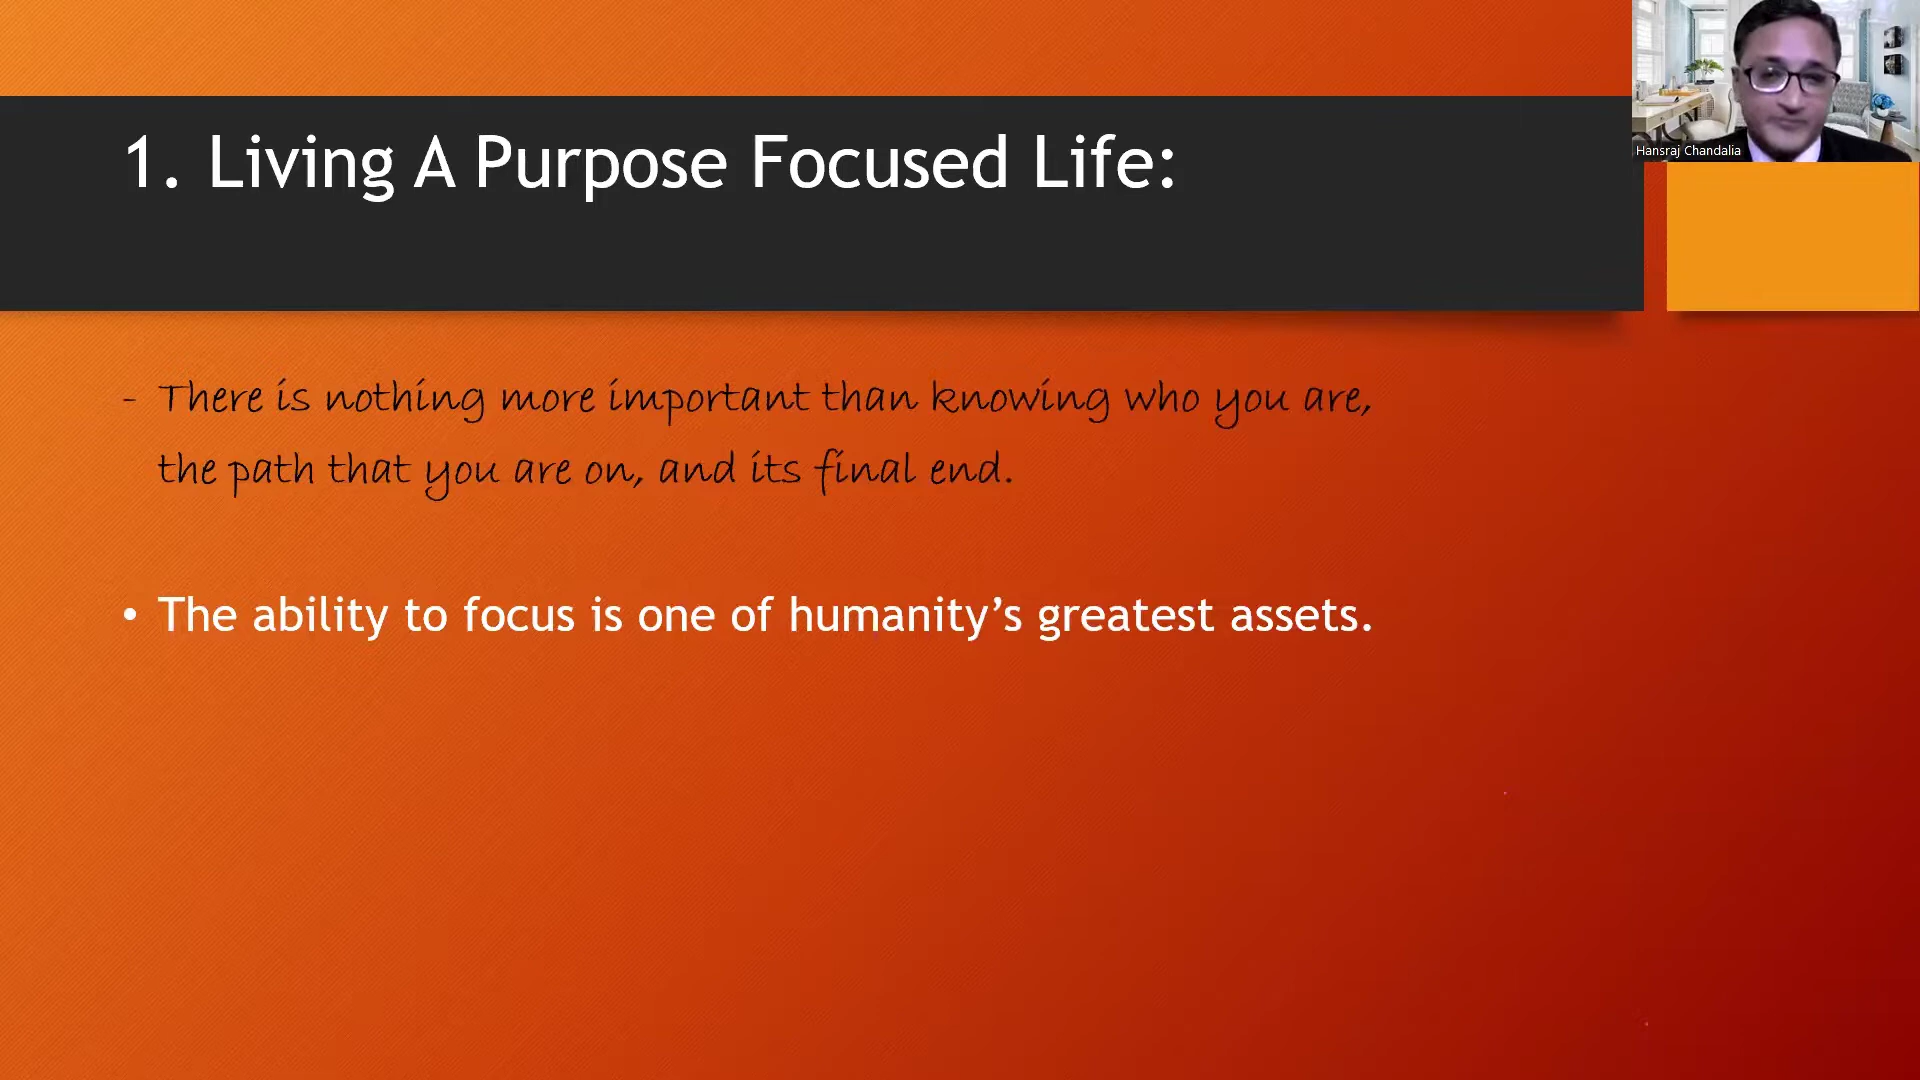 1. Living A Purpose Focused Life:
Hansraj Chandalia
- There is nothing more important than knowing who you are,
the path that you are on, and its final end.
• The ability to focus is one of humanity’s greatest assets.